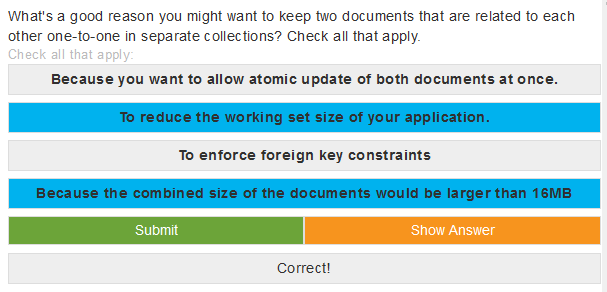 What's a good reason you might want to keep two documents that are related to each
other one-to-one in separate collections? Check all that apply.
Check all that apply:
Because you want to allow atomic update of both documents at once.
To reduce the working set size of your application.
To enforce foreign key constraints
Because the combined size of the documents would be larger than 16MB
Submit
Show Answer
Correct!